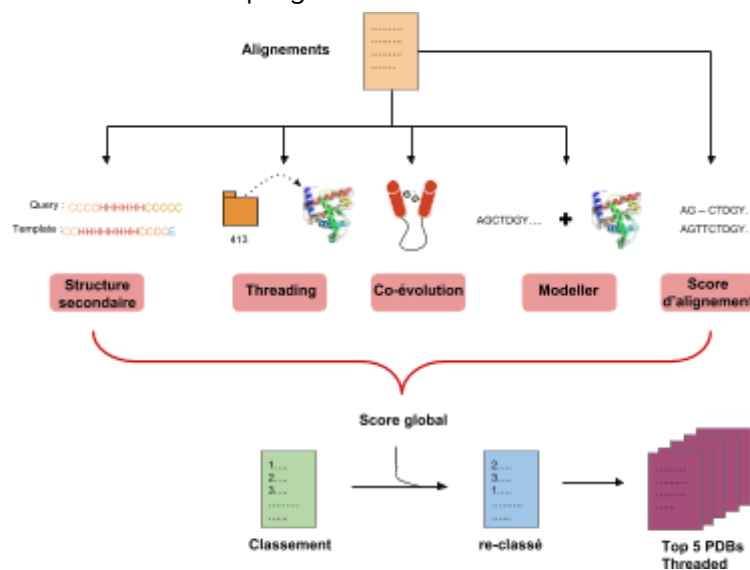 Alignements
Query : CCCCHHHHHHHCCCCC
Template : CCHHHHHHHHHCCCCE
413
AGCTDGY....
AG – CTDGY.
AGTTCTDGY.
Structure secondaire
Threading
Co-évolution
Modeller
Score d'alignement
Score global
1....
2....
3....
2....
3....
1....
Classement
re-classé
Top 5 PDBs Threaded